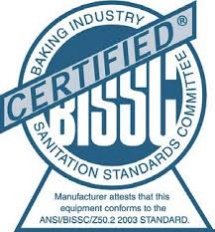 BAKING INDUSTRY
CERTIFIED®
BISSC
SANITATION STANDARDS COMMITTEE
Manufacturer attests that this
equipment conforms to the
ANSI/BISSC/Z50.2 2003 STANDARD.